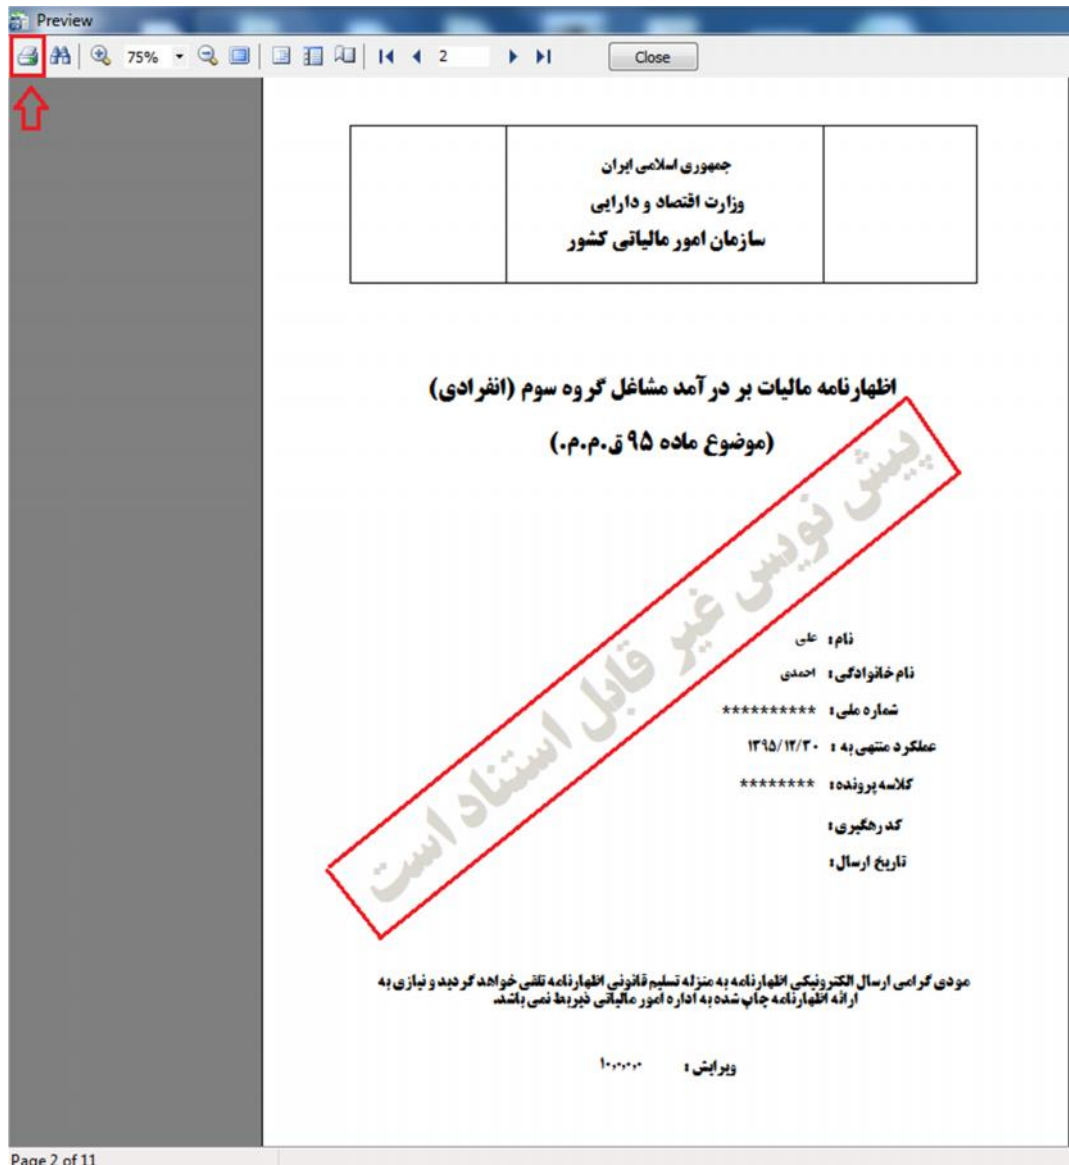 Preview
75%
2
Close
جمهوری اسلامی ایران
وزارت اقتصاد و دارایی
سازمان امور مالیاتی کشور
اظهارنامه مالیات بر درآمد مشاغل گروه سوم (انفرادی)
(موضوع ماده ۹۵ ق.م.م.)
پیش نویس غیر قابل استناد است
نام: علی
نام خانوادگی: احمدی
شماره ملی: **********
عملکرد منتهی به : ۱۳۹۵/۱۲/۳۰
کلاسه پرونده: ********
کد رهگیری:
تاریخ ارسال:
مودی گرامی ارسال الکترونیکی اظهارنامه به منزله تسلیم قانونی اظهارنامه تلقی خواهد گردید و نیازی به
ارائه اظهارنامه چاپ شده به اداره امور مالیاتی ذیربط نمی باشد.
ویرایش : ۱۰,۰,۰,۰
Page 2 of 11